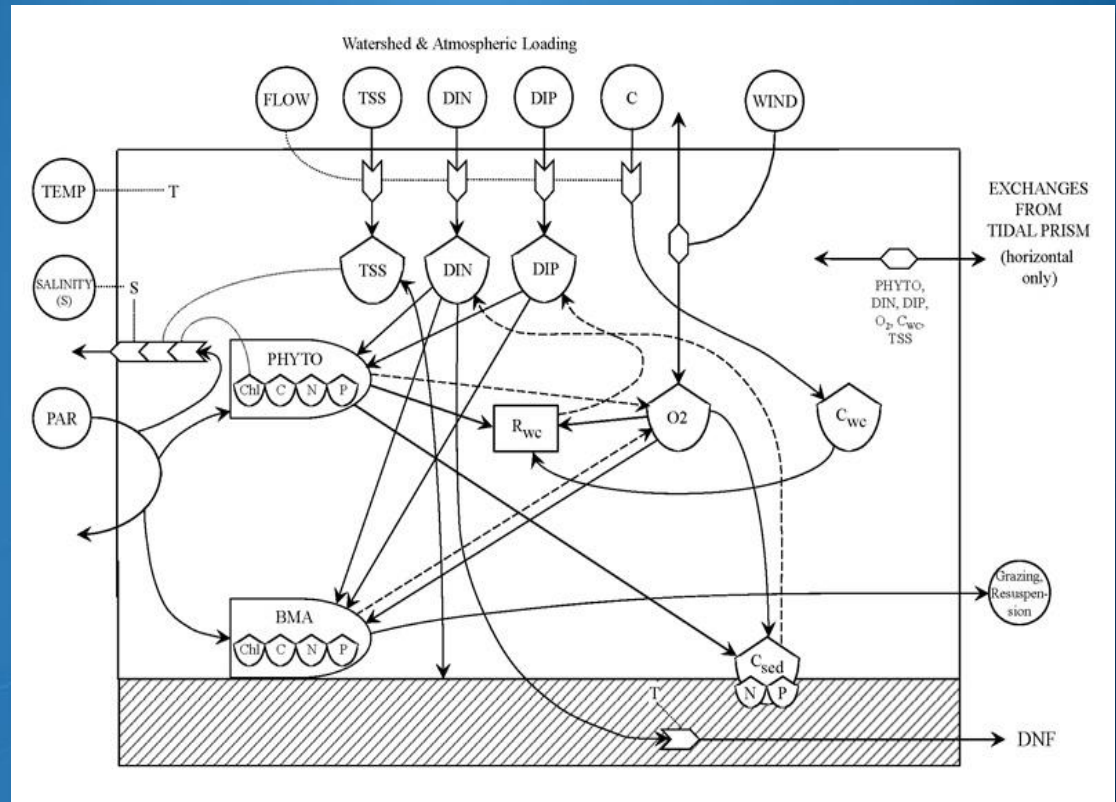 Watershed & Atmospheric Loading
FLOW
TSS
DIN
DIP
C
WIND
TEMP
T
EXCHANGES
FROM
TIDAL PRISM
(horizontal
only)
SALINITY
(S)
S
TSS
DIN
DIP
PHYTO,
DIN, DIP,
O2, Cwc,
TSS
PHYTO
Chl
C
N
P
PAR
Rwc
O2
Cwc
BMA
Chl
C
N
P
Grazing,
Resuspen-
sion
Csed
N
P
T
DNF